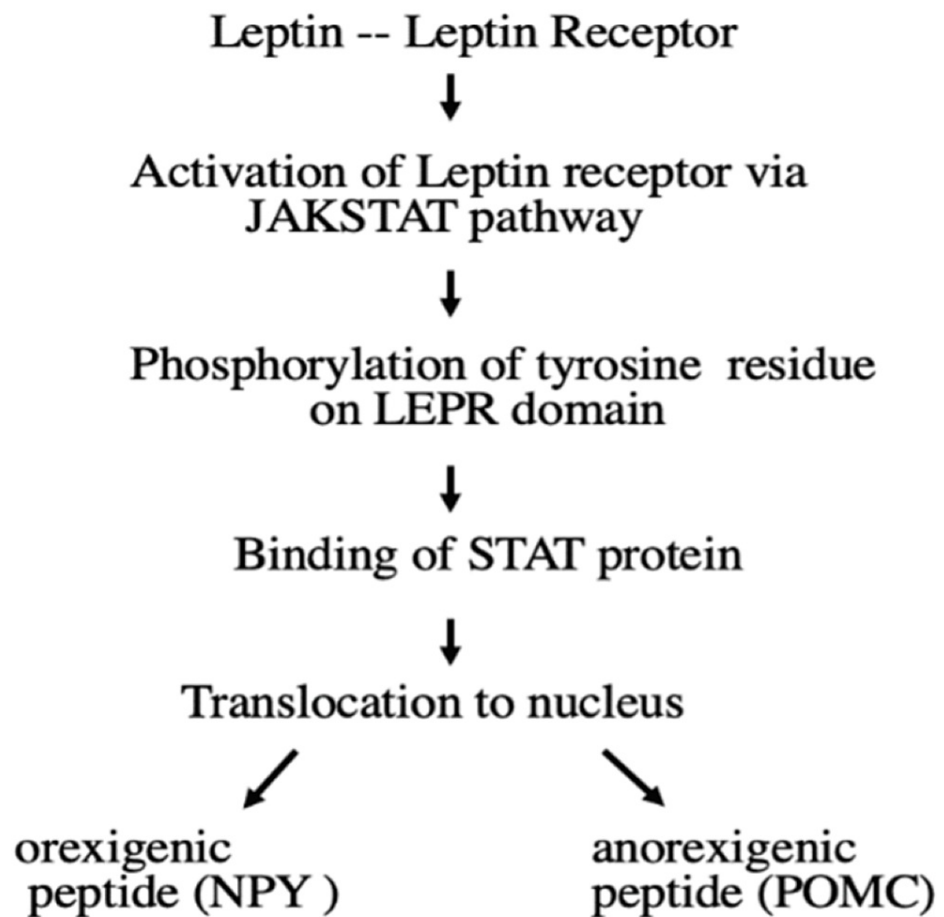 Leptin -- Leptin Receptor
Activation of Leptin receptor via
JAKSTAT pathway
Phosphorylation of tyrosine residue
on LEPR domain
Binding of STAT protein
Translocation to nucleus
orexigenic
peptide (NPY )
anorexigenic
peptide (POMC)